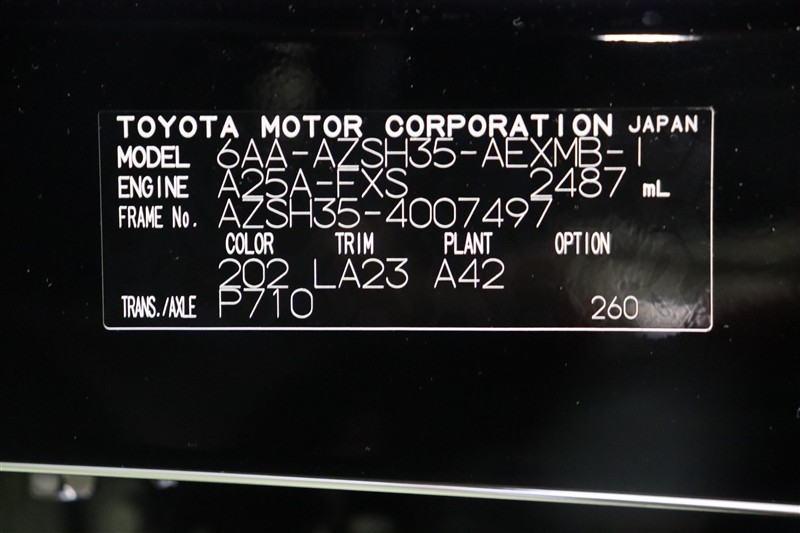 TOYOTA MOTOR CORPORATION JAPAN
MODEL 6AA-AZSH35-AEXMB-I
ENGINE A25A-FXS 2487 mL
FRAME No. AZSH35-4007497
COLOR TRIM PLANT OPTION
202 LA23 A42
TRANS./AXLE P710 260